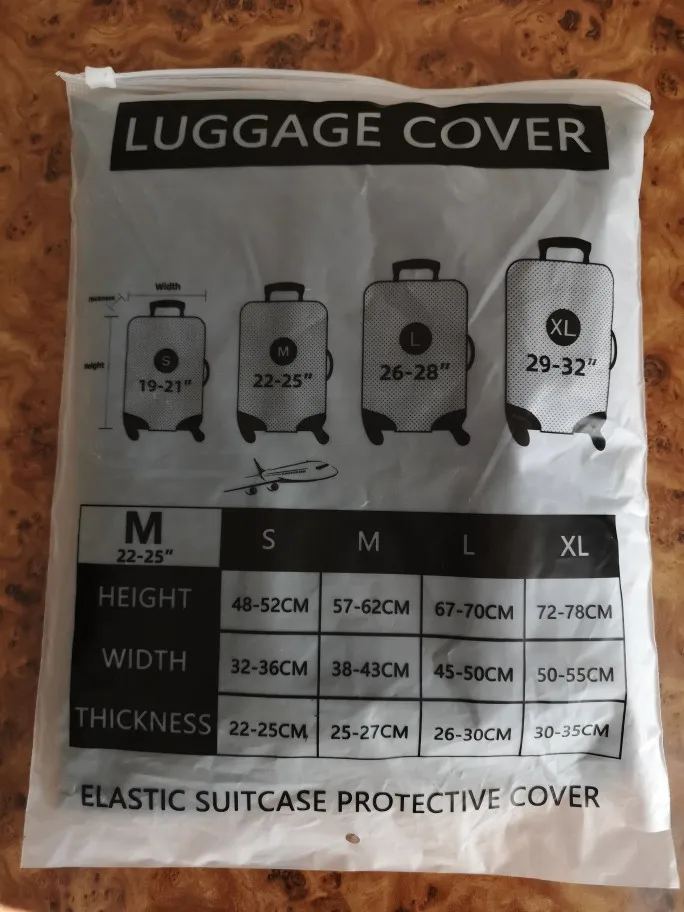 LUGGAGE COVER
Width
Thickness
Height
S
19-21"
M
22-25"
L
26-28"
XL
29-32"
M
22-25"
S M L XL
HEIGHT 48-52CM 57-62CM 67-70CM 72-78CM
WIDTH 32-36CM 38-43CM 45-50CM 50-55CM
THICKNESS 22-25CM 25-27CM 26-30CM 30-35CM
ELASTIC SUITCASE PROTECTIVE COVER